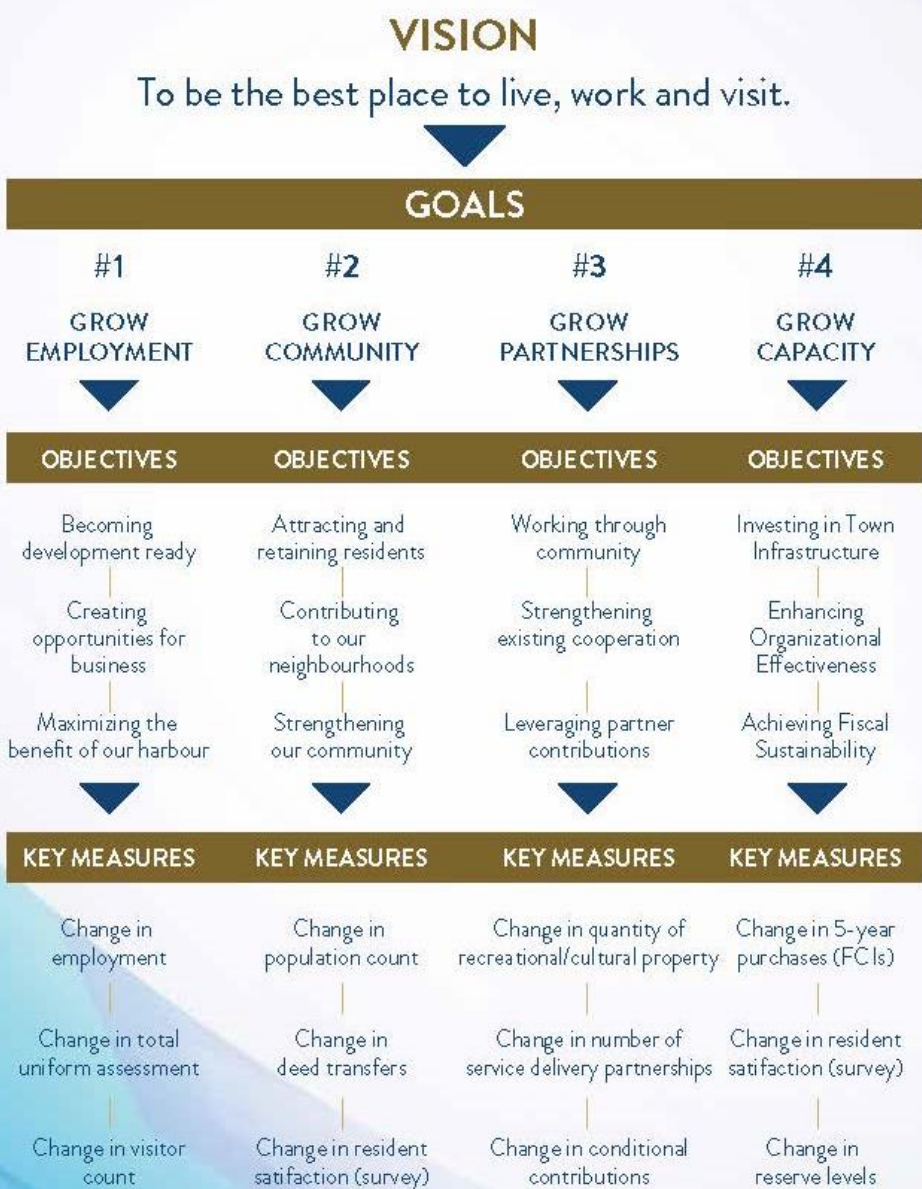 VISION
To be the best place to live, work and visit.
GOALS
#1
GROW
EMPLOYMENT
#2
GROW
COMMUNITY
#3
GROW
PARTNERSHIPS
#4
GROW
CAPACITY
OBJECTIVES
Becoming
development ready
Creating
opportunities for
business
Maximizing the
benefit of our harbour
OBJECTIVES
Attracting and
retaining residents
Contributing
to our
neighbourhoods
Strengthening
our community
OBJECTIVES
Working through
community
Strengthening
existing cooperation
Leveraging partner
contributions
OBJECTIVES
Investing in Town
Infrastructure
Enhancing
Organizational
Effectiveness
Achieving Fiscal
Sustainability
KEY MEASURES
Change in
employment
Change in total
uniform assessment
Change in visitor
count
KEY MEASURES
Change in
population count
Change in
deed transfers
Change in resident
satifaction (survey)
KEY MEASURES
Change in quantity of
recreational/cultural property
Change in number of
service delivery partnerships
Change in conditional
contributions
KEY MEASURES
Change in 5-year
purchases (FCIs)
Change in resident
satifaction (survey)
Change in
reserve levels